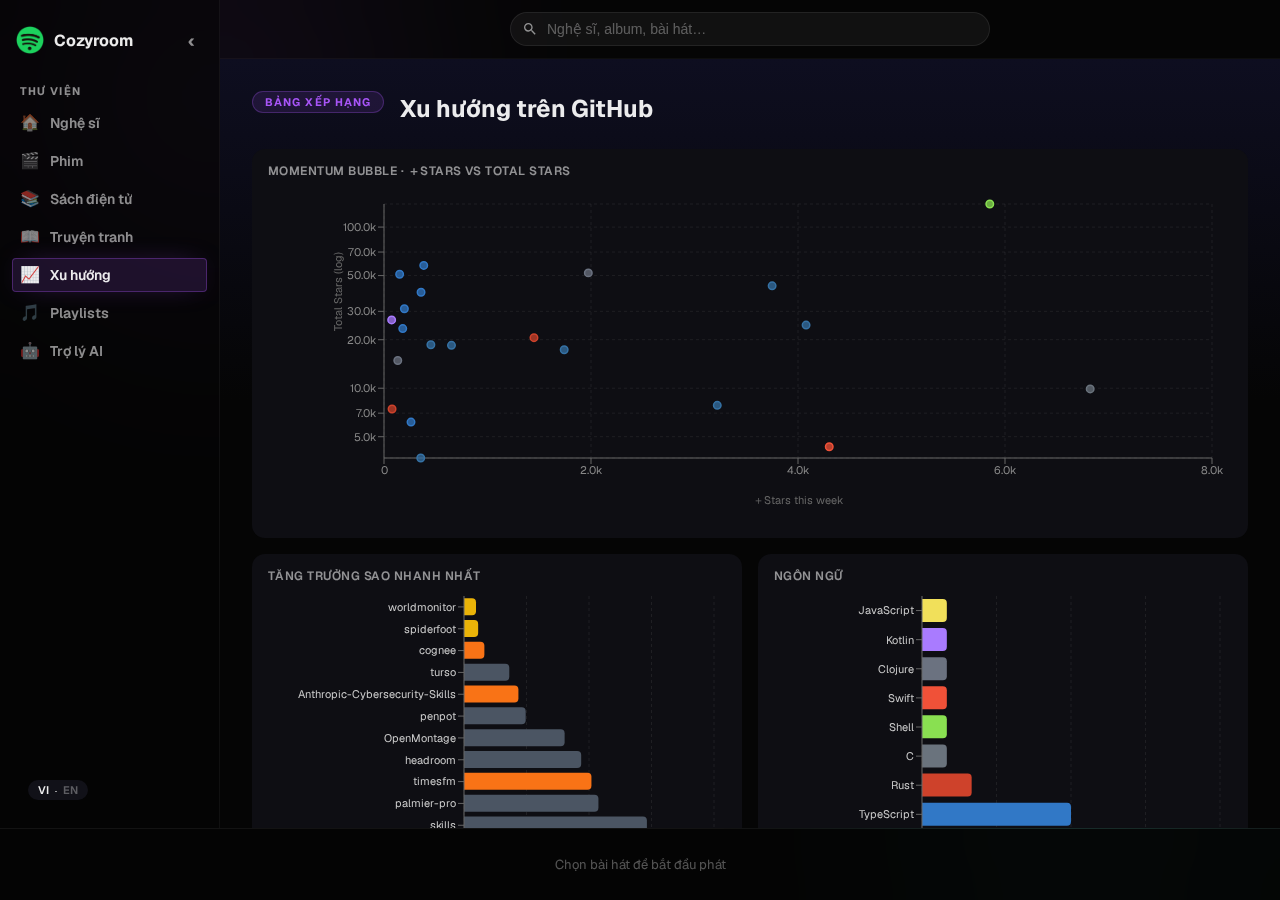 Cozyroom
‹
THƯ VIỆN
Nghệ sĩ
Phim
Sách điện tử
Truyện tranh
Xu hướng
Playlists
Trợ lý AI
VI · EN
Nghệ sĩ, album, bài hát…
BẢNG XẾP HẠNG
Xu hướng trên GitHub
MOMENTUM BUBBLE · +STARS VS TOTAL STARS
Total Stars (log)
100.0k
70.0k
50.0k
30.0k
20.0k
10.0k
7.0k
5.0k
0 2.0k 4.0k 6.0k 8.0k
+ Stars this week
TĂNG TRƯỞNG SAO NHANH NHẤT
worldmonitor
spiderfoot
cognee
turso
Anthropic-Cybersecurity-Skills
penpot
OpenMontage
headroom
timesfm
palmier-pro
skills
NGÔN NGỮ
JavaScript
Kotlin
Clojure
Swift
Shell
C
Rust
TypeScript
Chọn bài hát để bắt đầu phát